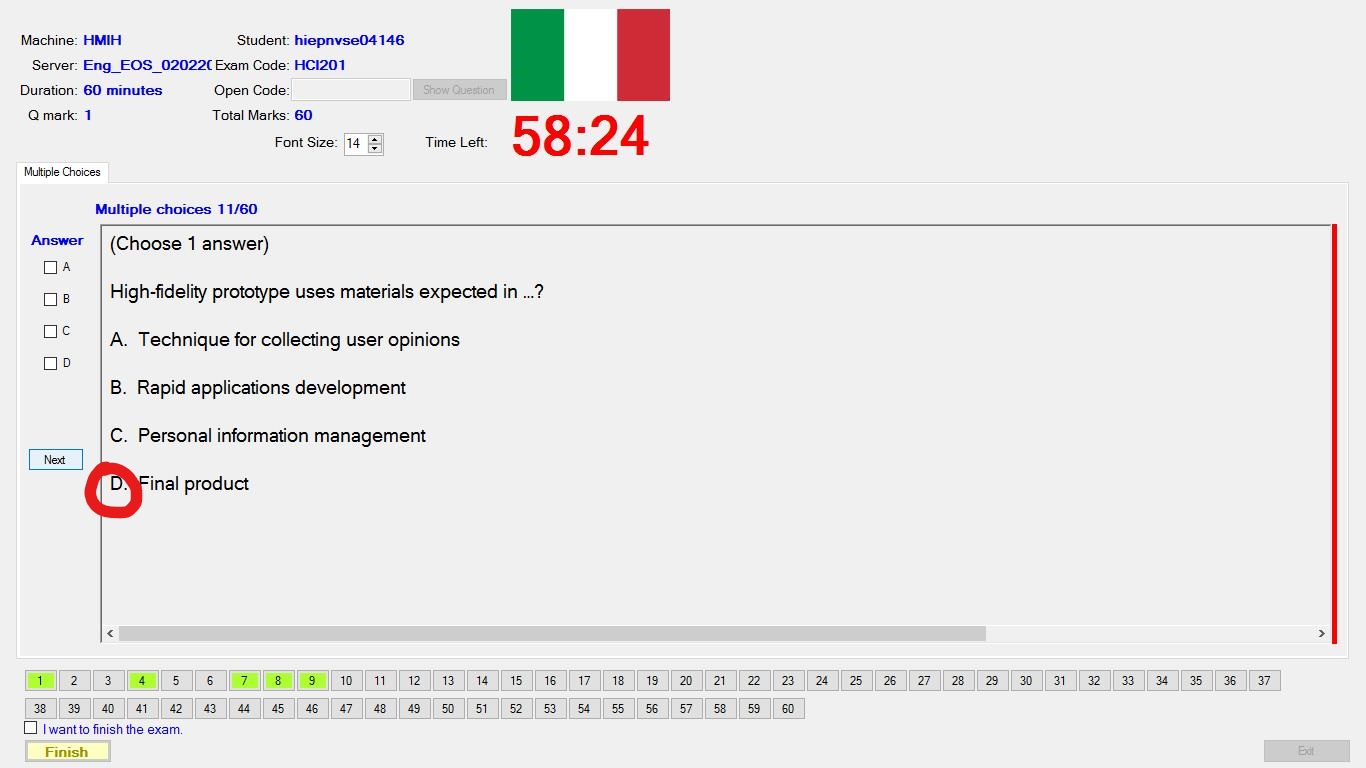 Machine: HMIH Student: hiepnvse04146
Server: Eng_EOS_020220 Exam Code: HCI201
Duration: 60 minutes Open Code: Show Question
Q mark: 1 Total Marks: 60
Font Size: 14 Time Left: 58:24
Multiple Choices
Multiple choices 11/60
Answer
A
B
C
D
Next
(Choose 1 answer)
High-fidelity prototype uses materials expected in ...?
A. Technique for collecting user opinions
B. Rapid applications development
C. Personal information management
D. Final product
1 2 3 4 5 6 7 8 9 10 11 12 13 14 15 16 17 18 19 20 21 22 23 24 25 26 27 28 29 30 31 32 33 34 35 36 37
38 39 40 41 42 43 44 45 46 47 48 49 50 51 52 53 54 55 56 57 58 59 60
I want to finish the exam.
Finish Exit